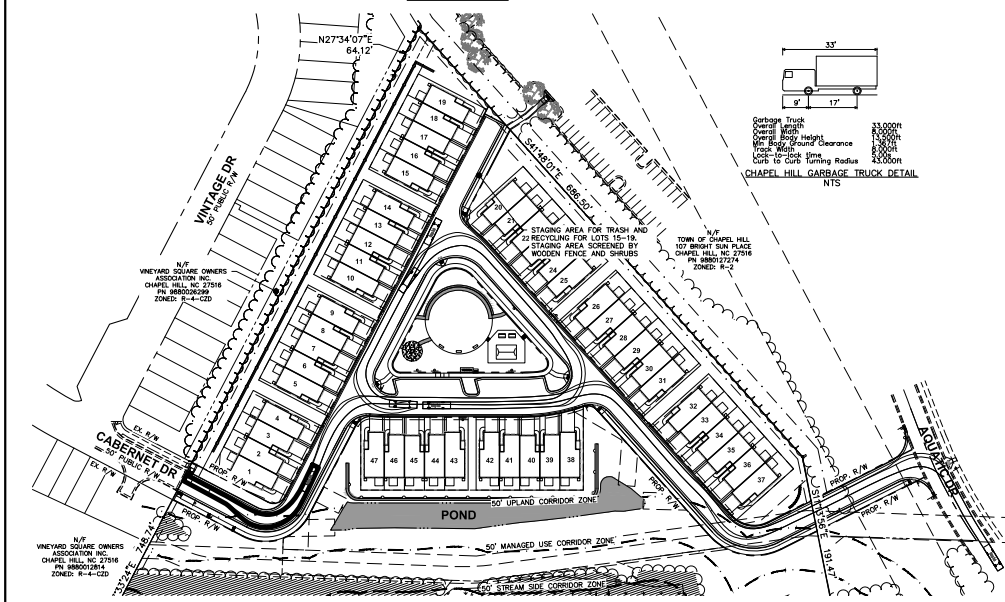 N27°34'07"E
64.12'
33'
9'
17'
Garbage Truck
Overall Length 33.000ft
Overall Width 8.000ft
Overall Body Height 13.500ft
Min Body Ground Clearance 1.367ft
Track Width 8.000ft
Lock-to-lock time 5.00s
Curb to Curb Turning Radius 43.000ft
CHAPEL HILL GARBAGE TRUCK DETAIL
NTS
VINTAGE DR
50' PUBLIC R/W
S41°48'01"E 686.50'
STAGING AREA FOR TRASH AND
RECYCLING FOR LOTS 15-19.
STAGING AREA SCREENED BY
WOODEN FENCE AND SHRUBS
N/F
TOWN OF CHAPEL HILL
107 BRIGHT SUN PLACE
CHAPEL HILL, NC 27516
PN 9880127274
ZONED: R-2
N/F
VINEYARD SQUARE OWNERS
ASSOCIATION INC.
CHAPEL HILL, NC 27516
PN 9880026299
ZONED: R-4-CZD
19
18
17
16
15
14
13
12
11
10
9
8
7
6
5
4
3
2
1
20
21
22
24
25
26
27
28
29
30
31
32
33
34
35
36
37
47 46 45 44 43 42 41 40 39 38
EX. R/W
CABERNET DR
50' PUBLIC R/W
EX. R/W
PROP. R/W
PROP. R/W
PROP. R/W
PROP. R/W
PROP. R/W
AQUA
DR
50' UPLAND CORRIDOR ZONE
POND
50' MANAGED USE CORRIDOR ZONE
50' STREAM SIDE CORRIDOR ZONE
191.47'
748.74'
N/F
VINEYARD SQUARE OWNERS
ASSOCIATION INC.
CHAPEL HILL, NC 27516
PN 9880012814
ZONED: R-4-CZD